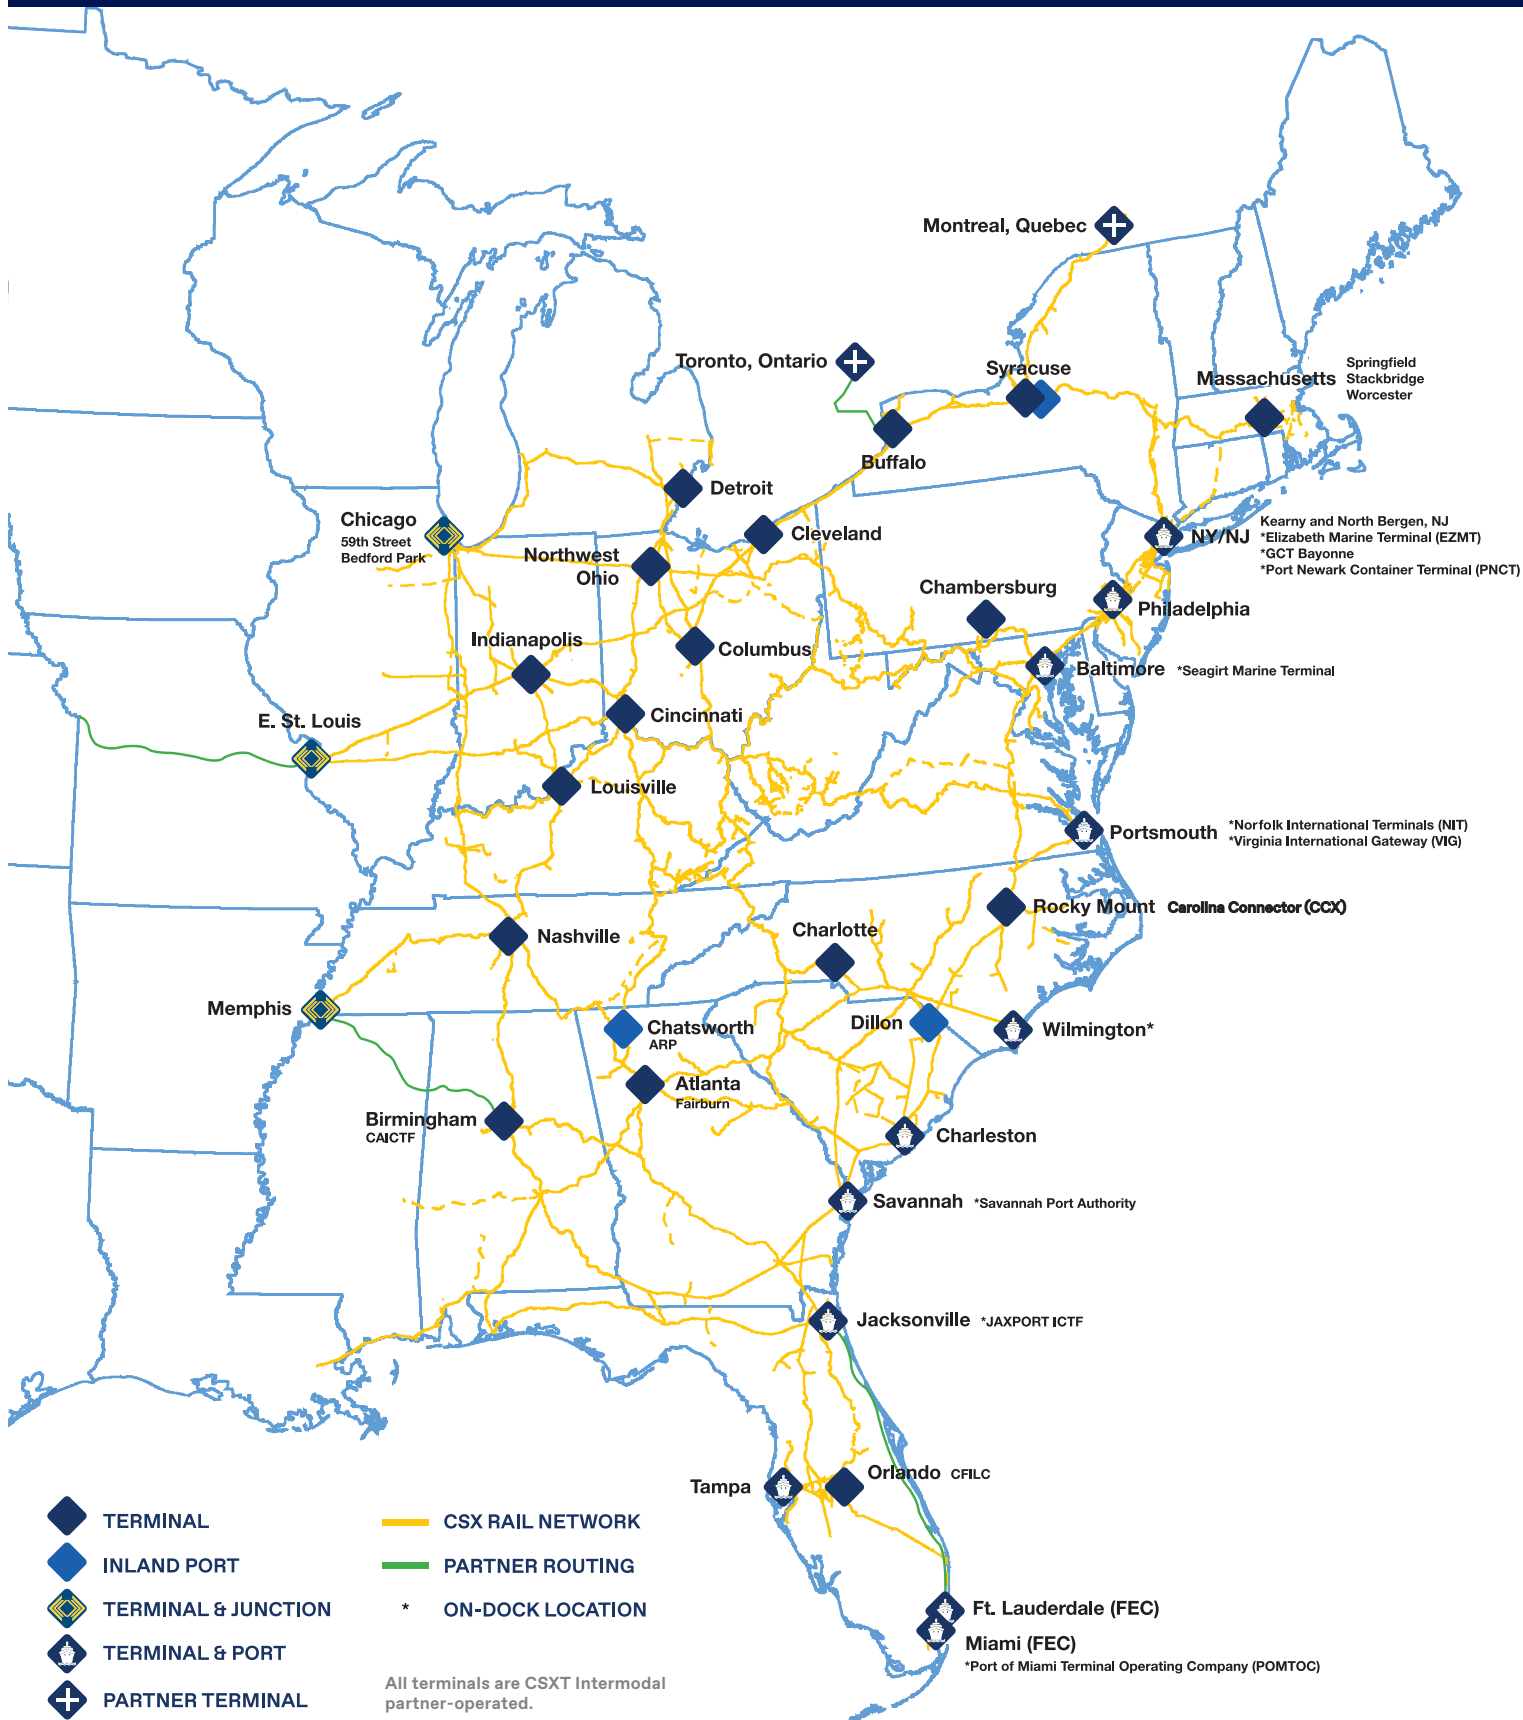 Montreal, Quebec
Toronto, Ontario
Syracuse
Massachusetts
Springfield
Stackbridge
Worcester
Buffalo
Detroit
Chicago
59th Street
Bedford Park
Cleveland
NY/NJ
Kearny and North Bergen, NJ
*Elizabeth Marine Terminal (EZMT)
*GCT Bayonne
*Port Newark Container Terminal (PNCT)
Northwest
Ohio
Chambersburg
Philadelphia
Indianapolis
Columbus
Baltimore *Seagirt Marine Terminal
E. St. Louis
Cincinnati
Louisville
Portsmouth
*Norfolk International Terminals (NIT)
*Virginia International Gateway (VIG)
Rocky Mount Carolina Connector (CCX)
Nashville
Charlotte
Memphis
Chatsworth
ARP
Dillon
Wilmington*
Atlanta
Fairburn
Birmingham
CAICTF
Charleston
Savannah *Savannah Port Authority
Jacksonville *JAXPORT ICTF
Tampa
Orlando CFILC
Ft. Lauderdale (FEC)
Miami (FEC)
*Port of Miami Terminal Operating Company (POMTOC)
TERMINAL
INLAND PORT
TERMINAL & JUNCTION
TERMINAL & PORT
PARTNER TERMINAL
CSX RAIL NETWORK
PARTNER ROUTING
* ON-DOCK LOCATION
All terminals are CSXT Intermodal
partner-operated.